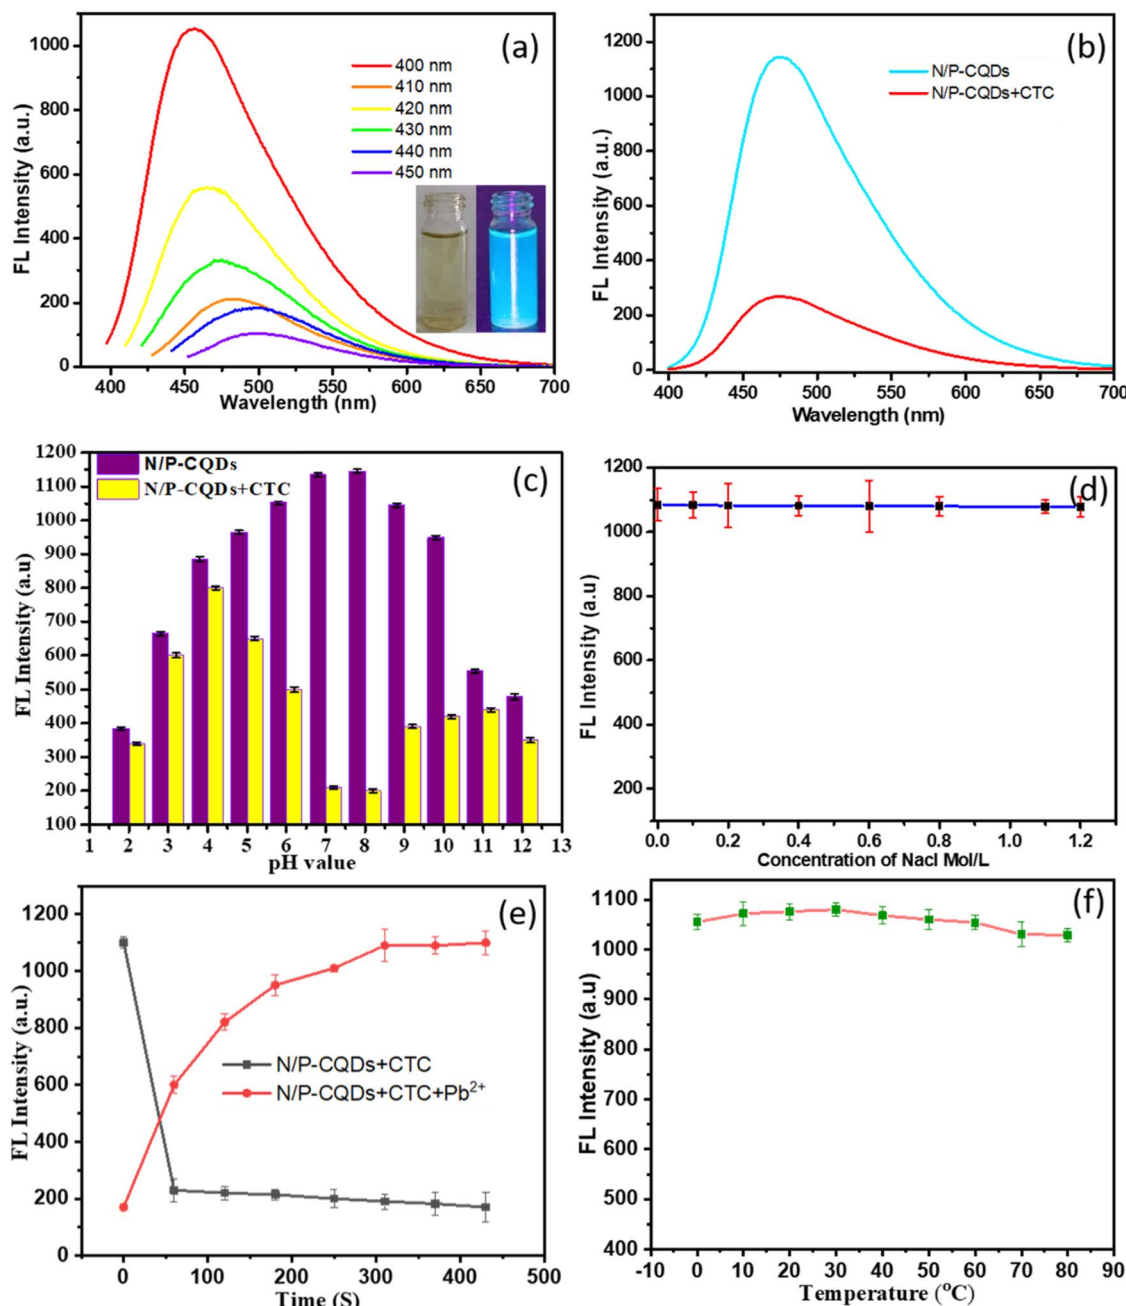 (a)
1000
800
600
400
200
0
FL Intensity (a.u.)
400 nm
410 nm
420 nm
430 nm
440 nm
450 nm
400 450 500 550 600 650 700
Wavelength (nm)
(b)
1200
1000
800
600
400
200
0
FL Intensity (a.u.)
N/P-CQDs
N/P-CQDs+CTC
400 450 500 550 600 650 700
Wavelength (nm)
(c)
1200
1100
1000
900
800
700
600
500
400
300
200
100
FL Intensity (a.u)
N/P-CQDs
N/P-CQDs+CTC
1 2 3 4 5 6 7 8 9 10 11 12 13
pH value
(d)
1200
1000
800
600
400
200
FL Intensity (a.u)
0.0 0.2 0.4 0.6 0.8 1.0 1.2
Concentration of Nacl Mol/L
(e)
1200
1000
800
600
400
200
0
FL Intensity (a.u.)
N/P-CQDs+CTC
N/P-CQDs+CTC+Pb²⁺
0 100 200 300 400 500
Time (S)
(f)
1100
1000
900
800
700
600
500
400
FL Intensity (a.u)
-10 0 10 20 30 40 50 60 70 80 90
Temperature (°C)